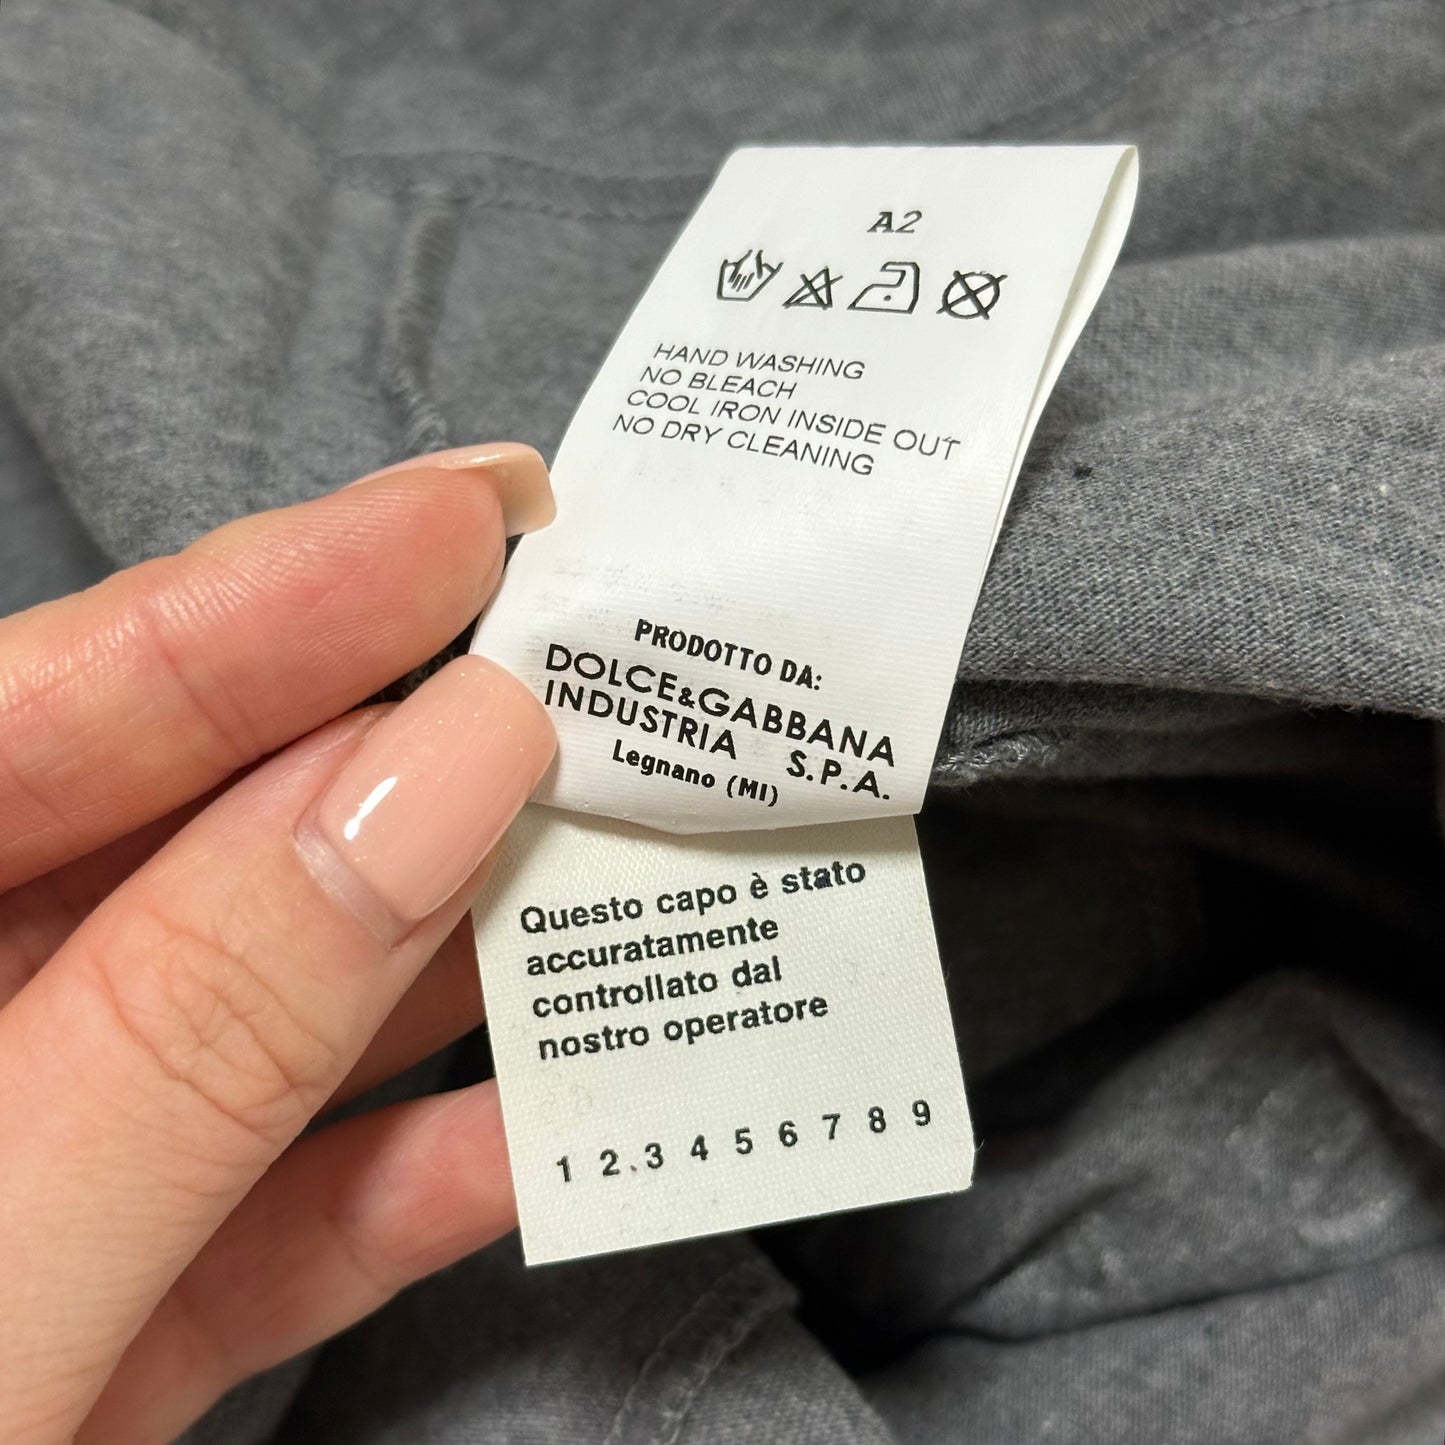 A2
HAND WASHING
NO BLEACH
COOL IRON INSIDE OUT
NO DRY CLEANING
PRODOTTO DA:
DOLCE&GABBANA
INDUSTRIA S.P.A.
Legnano (MI)
Questo capo è stato
accuratamente
controllato dal
nostro operatore
1 2.3 4 5 6 7 8 9